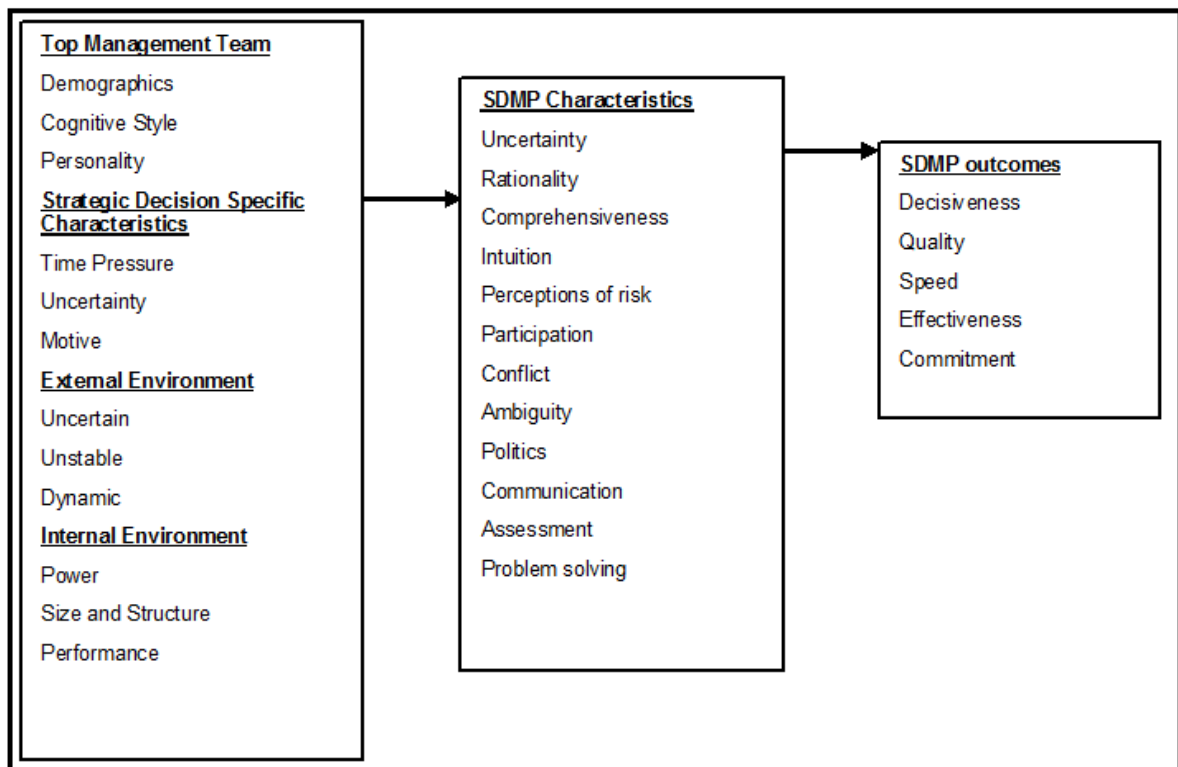 Top Management Team
Demographics
Cognitive Style
Personality
Strategic Decision Specific
Characteristics
Time Pressure
Uncertainty
Motive
External Environment
Uncertain
Unstable
Dynamic
Internal Environment
Power
Size and Structure
Performance
SDMP Characteristics
Uncertainty
Rationality
Comprehensiveness
Intuition
Perceptions of risk
Participation
Conflict
Ambiguity
Politics
Communication
Assessment
Problem solving
SDMP outcomes
Decisiveness
Quality
Speed
Effectiveness
Commitment